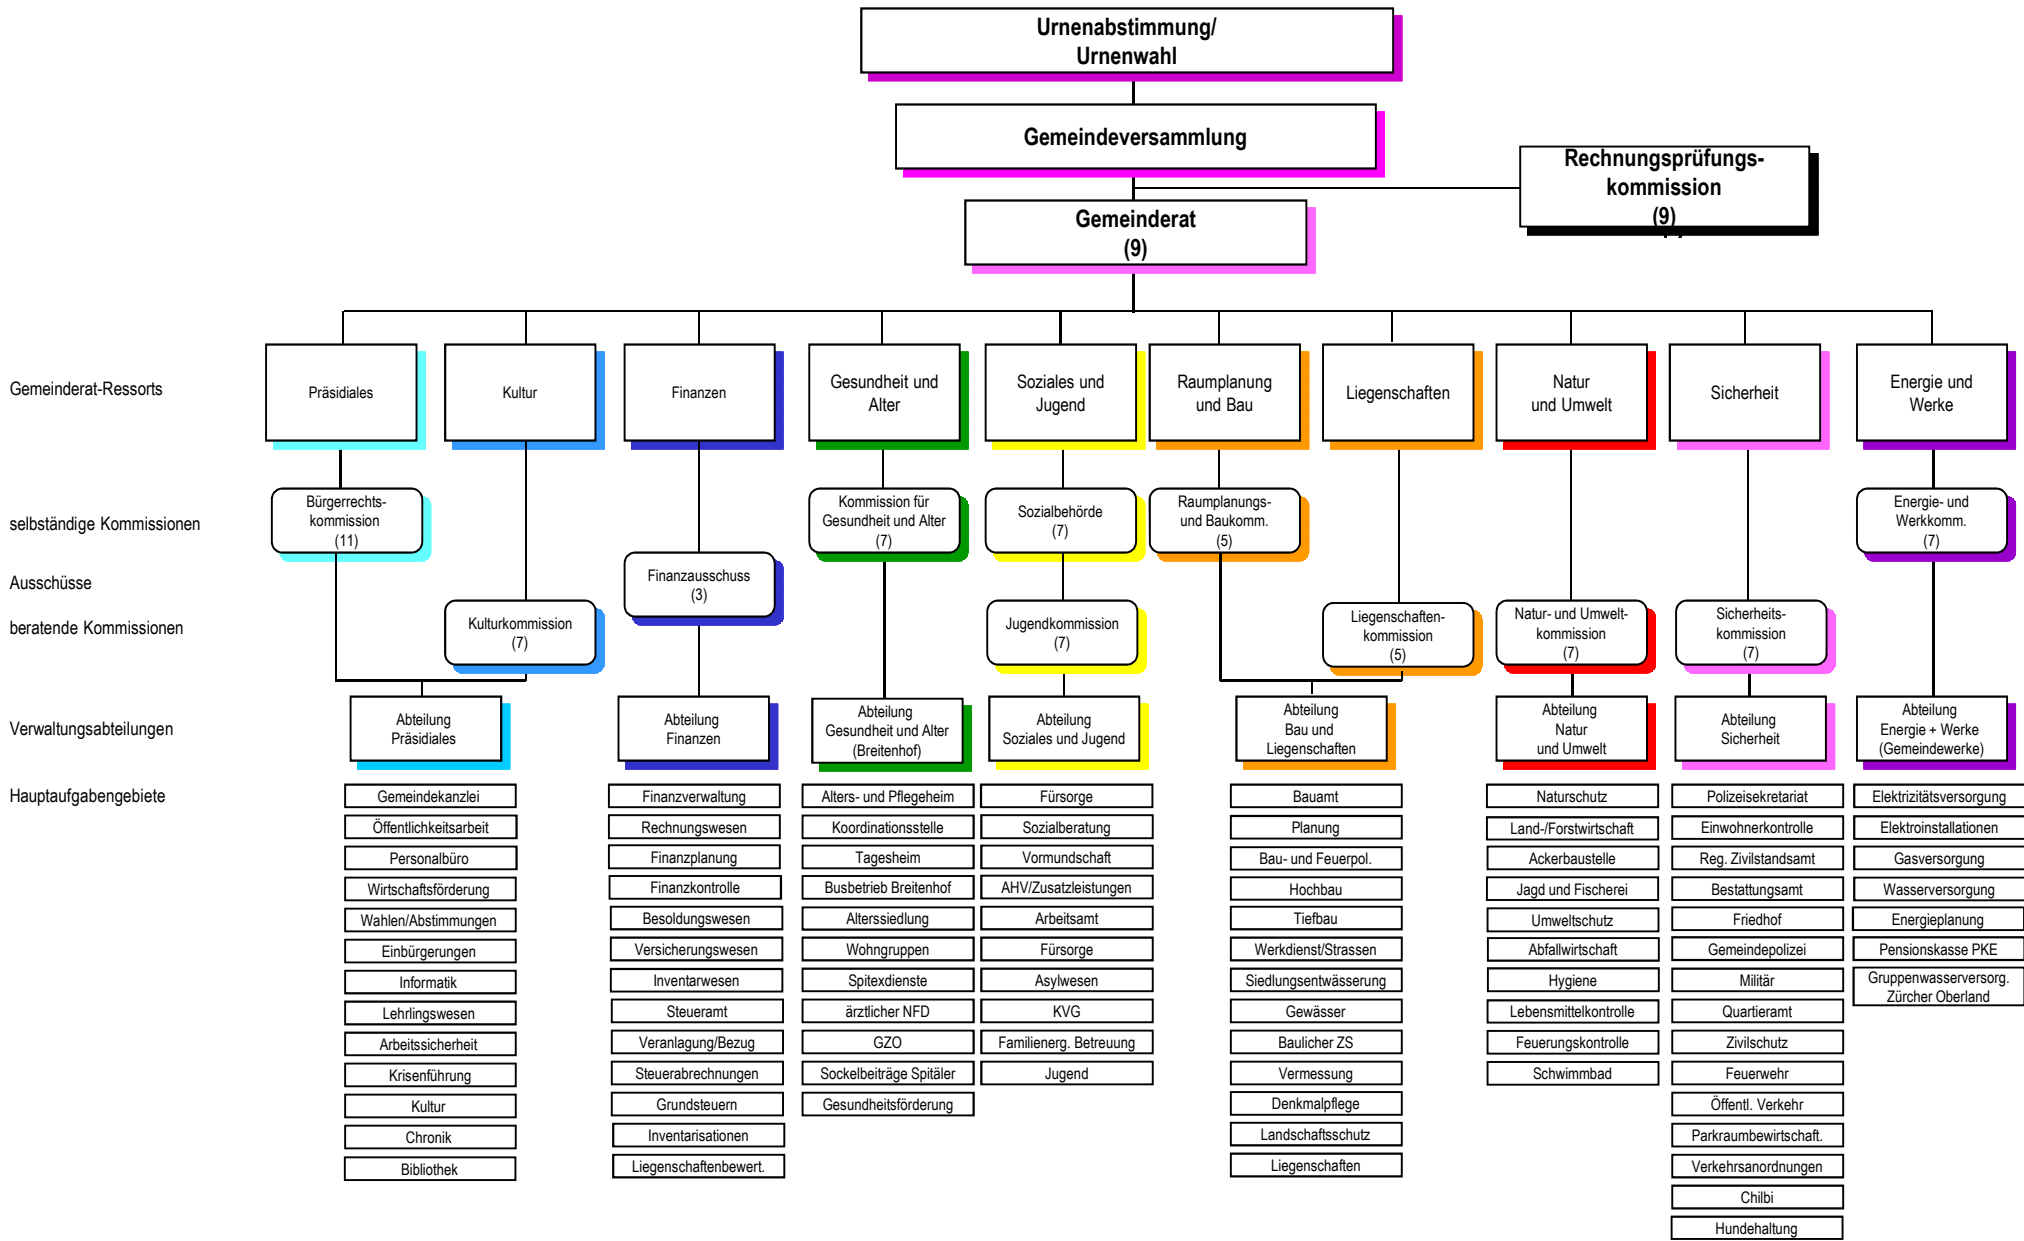 Urnenabstimmung/
Urnenwahl
Gemeindeversammlung
Rechnungsprüfungs-
kommission
(9)
Gemeinderat
(9)
Gemeinderat-Ressorts
Präsidiales
Kultur
Finanzen
Gesundheit und
Alter
Soziales und
Jugend
Raumplanung
und Bau
Liegenschaften
Natur
und Umwelt
Sicherheit
Energie und
Werke
selbständige Kommissionen
Bürgerrechts-
kommission
(11)
Kommission für
Gesundheit und Alter
(7)
Sozialbehörde
(7)
Raumplanungs-
und Baukomm.
(5)
Energie- und
Werkkomm.
(7)
Ausschüsse
Finanzausschuss
(3)
beratende Kommissionen
Kulturkommission
(7)
Jugendkommission
(7)
Liegenschaften-
kommission
(5)
Natur- und Umwelt-
kommission
(7)
Sicherheits-
kommission
(7)
Verwaltungsabteilungen
Abteilung
Präsidiales
Abteilung
Finanzen
Abteilung
Gesundheit und Alter
(Breitenhof)
Abteilung
Soziales und Jugend
Abteilung
Bau und
Liegenschaften
Abteilung
Natur
und Umwelt
Abteilung
Sicherheit
Abteilung
Energie + Werke
(Gemeindewerke)
Hauptaufgabengebiete
Gemeindekanzlei
Öffentlichkeitsarbeit
Personalbüro
Wirtschaftsförderung
Wahlen/Abstimmungen
Einbürgerungen
Informatik
Lehrlingswesen
Arbeitssicherheit
Krisenführung
Kultur
Chronik
Bibliothek
Finanzverwaltung
Rechnungswesen
Finanzplanung
Finanzkontrolle
Besoldungswesen
Versicherungswesen
Inventarwesen
Steueramt
Veranlagung/Bezug
Steuerabrechnungen
Grundsteuern
Inventarisationen
Liegenschaftenbewert.
Alters- und Pflegeheim
Koordinationsstelle
Tagesheim
Busbetrieb Breitenhof
Alterssiedlung
Wohngruppen
Spitexdienste
ärztlicher NFD
GZO
Sockelbeiträge Spitäler
Gesundheitsförderung
Fürsorge
Sozialberatung
Vormundschaft
AHV/Zusatzleistungen
Arbeitsamt
Fürsorge
Asylwesen
KVG
Familienerg. Betreuung
Jugend
Bauamt
Planung
Bau- und Feuerpol.
Hochbau
Tiefbau
Werkdienst/Strassen
Siedlungsentwässerung
Gewässer
Baulicher ZS
Vermessung
Denkmalpflege
Landschaftsschutz
Liegenschaften
Naturschutz
Land-/Forstwirtschaft
Ackerbaustelle
Jagd und Fischerei
Umweltschutz
Abfallwirtschaft
Hygiene
Lebensmittelkontrolle
Feuerungskontrolle
Schwimmbad
Polizeisekretariat
Einwohnerkontrolle
Reg. Zivilstandsamt
Bestattungsamt
Friedhof
Gemeindepolizei
Militär
Quartieramt
Zivilschutz
Feuerwehr
Öffentl. Verkehr
Parkraumbewirtschaft.
Verkehrsanordnungen
Chilbi
Hundehaltung
Elektrizitätsversorgung
Elektroinstallationen
Gasversorgung
Wasserversorgung
Energieplanung
Pensionskasse PKE
Gruppenwasserversorg.
Zürcher Oberland